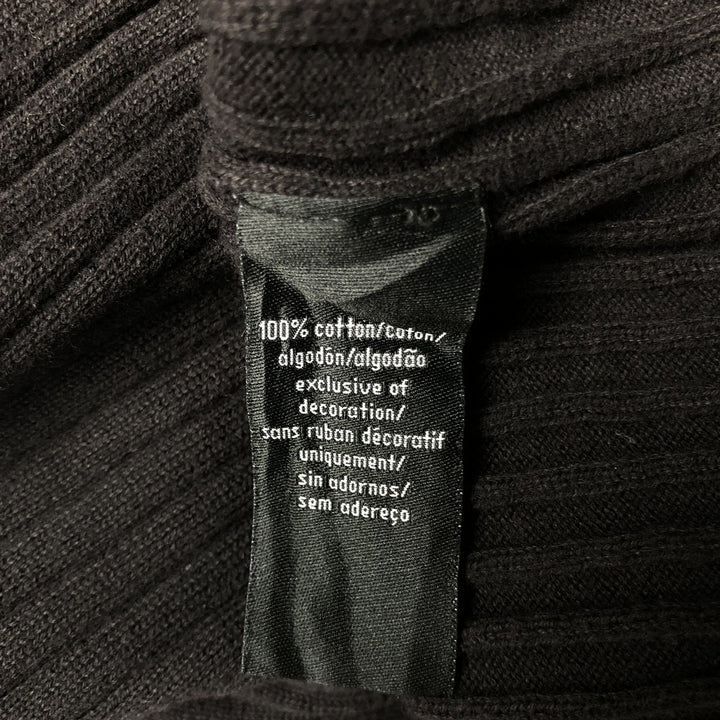 100% cotton/coton/
algodón/algodão
exclusive of
decoration/
sans ruban décoratif
uniquement/
sin adornos/
sem adereço